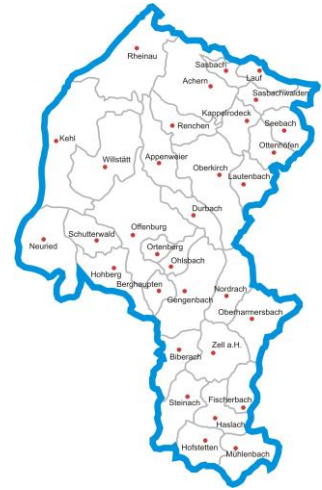 Rheinau
Sasbach
Lauf
Achern
Sasbachwalden
Kappelrodeck
Renchen
Seebach
Kehl
Ottenhöfen
Willstätt
Appenweier
Oberkirch
Lautenbach
Durbach
Schutterwald
Offenburg
Neuried
Ortenberg
Ohlsbach
Hohberg
Berghaupten
Gengenbach
Nordrach
Oberharmersbach
Biberach
Zell a.H.
Steinach
Fischerbach
Haslach
Hofstetten
Mühlenbach